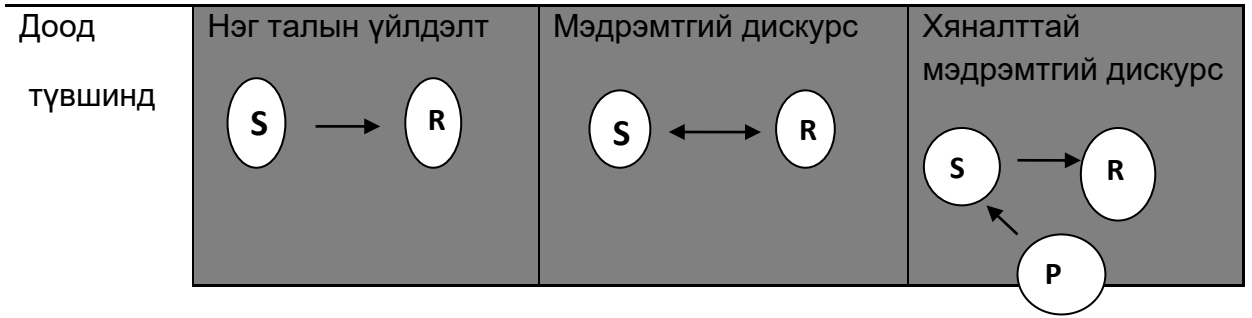 Доод
түвшинд
Нэг талын үйлдэлт
S
R
Мэдрэмтгий дискурс
S
R
Хяналттай
мэдрэмтгий дискурс
S
R
P